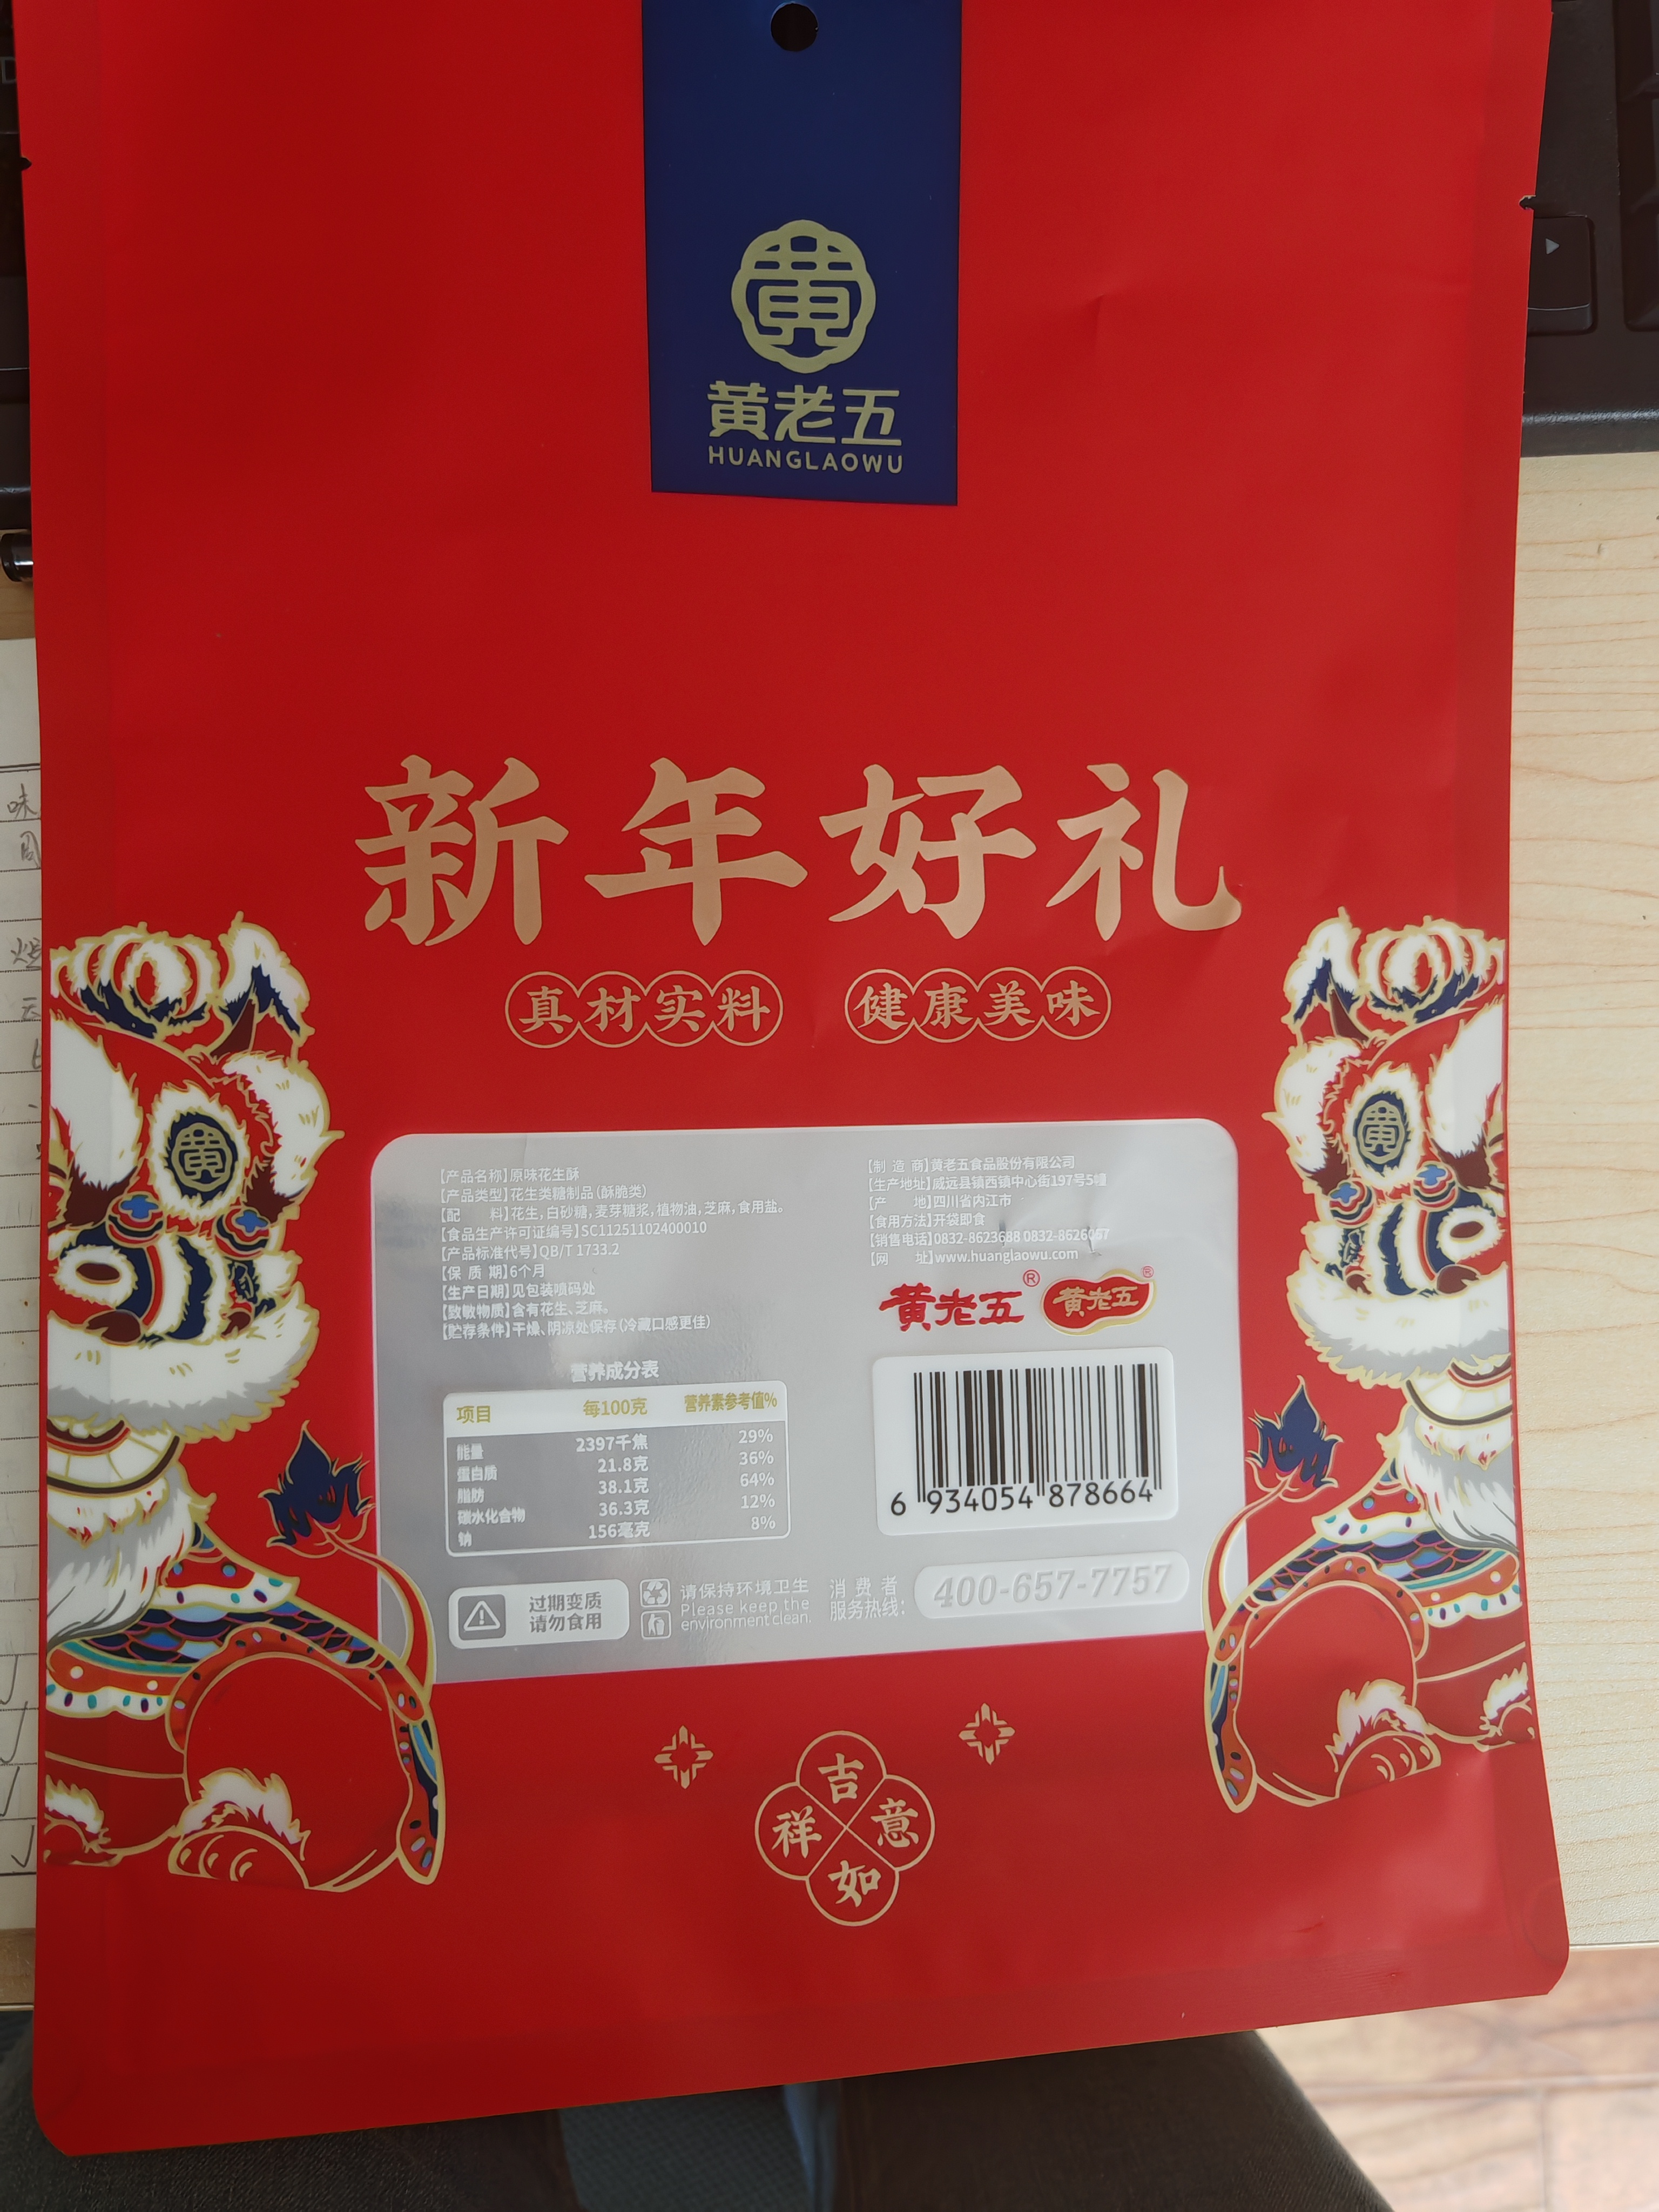 黄
黄老五
HUANGLAOWU
新年好礼
真材实料 健康美味
黄
黄
【产品名称】原味花生酥
【产品类型】花生类糖制品(酥脆类)
【配 料】花生,白砂糖,麦芽糖浆,植物油,芝麻,食用盐。
【食品生产许可证编号】SC11251102400010
【产品标准代号】QB/T 1733.2
【保 质 期】6个月
【生产日期】见包装喷码处
【致敏物质】含有花生、芝麻。
【贮存条件】干燥、阴凉处保存(冷藏口感更佳)
营养成分表
项目 每100克 营养素参考值%
能量 2397千焦 29%
蛋白质 21.8克 36%
脂肪 38.1克 64%
碳水化合物 36.3克 12%
钠 156毫克 8%
过期变质
请勿食用
请保持环境卫生
Please keep the
environment clean.
【制 造 商】黄老五食品股份有限公司
【生产地址】威远县镇西镇中心街197号5幢
【产 地】四川省内江市
【食用方法】开袋即食
【销售电话】0832-8623688 0832-8626067
【网 址】www.huanglaowu.com
黄老五® 黄老五®
6 934054 878664
消费者
服务热线:
400-657-7757
吉
祥 意
如